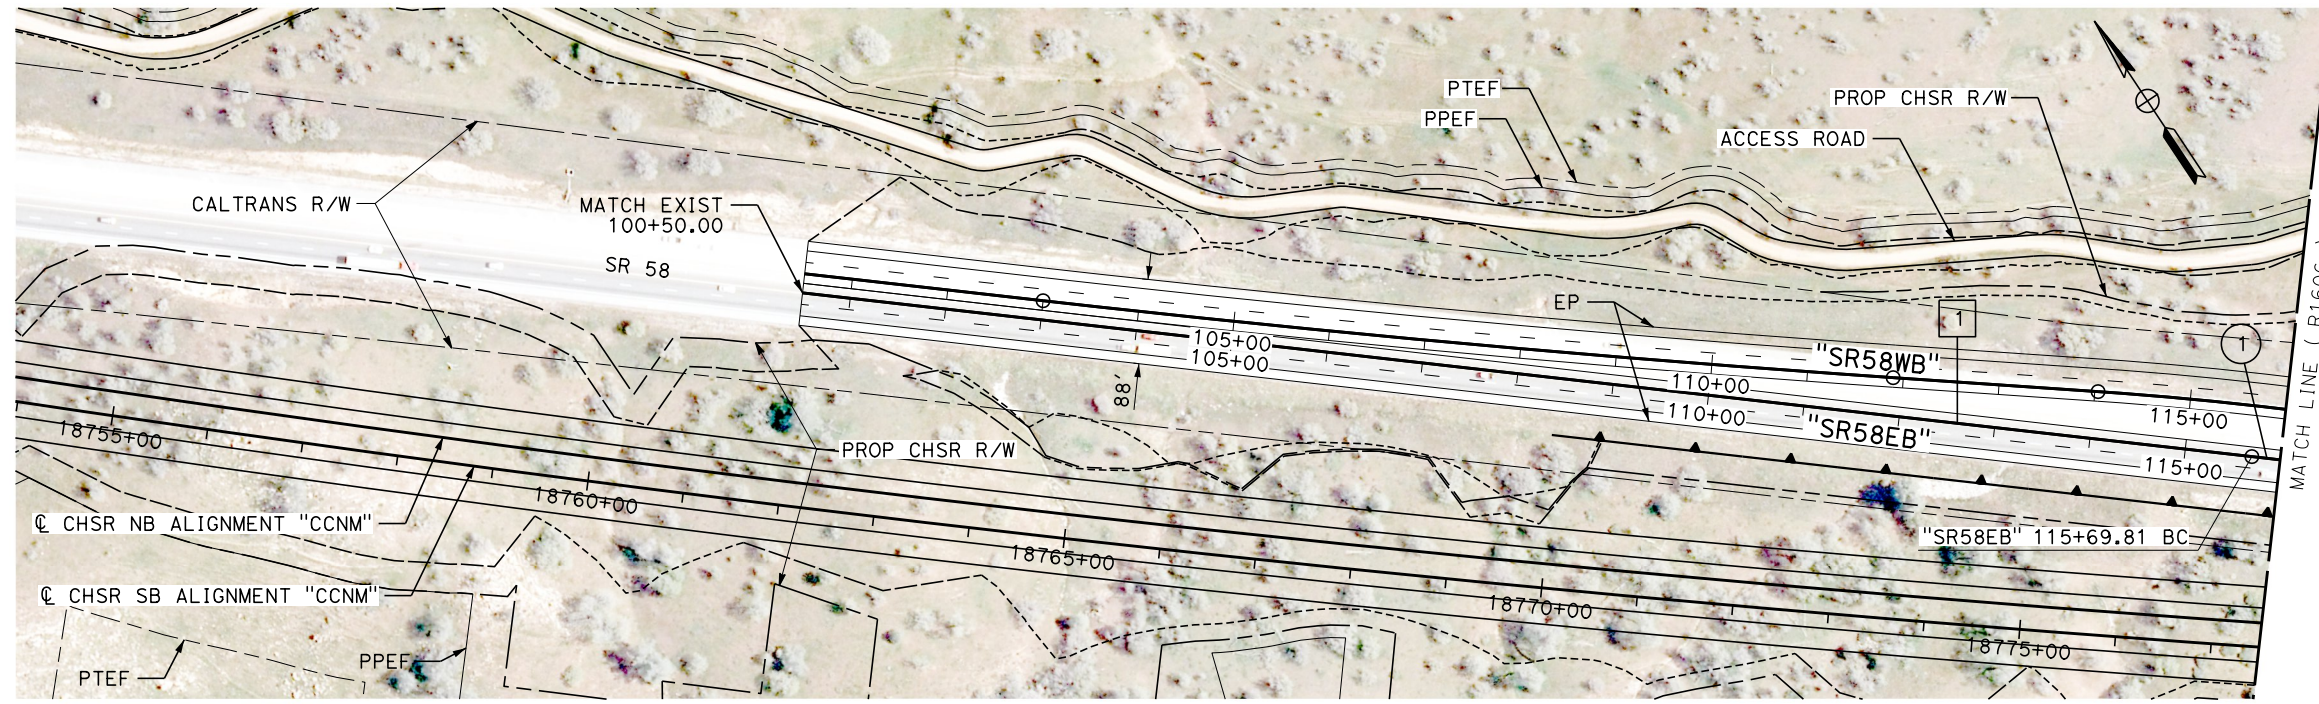 PTEF
PPEF
PROP CHSR R/W
ACCESS ROAD
CALTRANS R/W
MATCH EXIST
100+50.00
SR 58
EP
1
1
105+00
105+00
"SR58WB"
110+00
110+00
"SR58EB"
115+00
115+00
88'
MATCH LINE (
18755+00
PROP CHSR R/W
18760+00
℄ CHSR NB ALIGNMENT "CCNM"
"SR58EB" 115+69.81 BC
18765+00
℄ CHSR SB ALIGNMENT "CCNM"
18770+00
18775+00
PPEF
PTEF